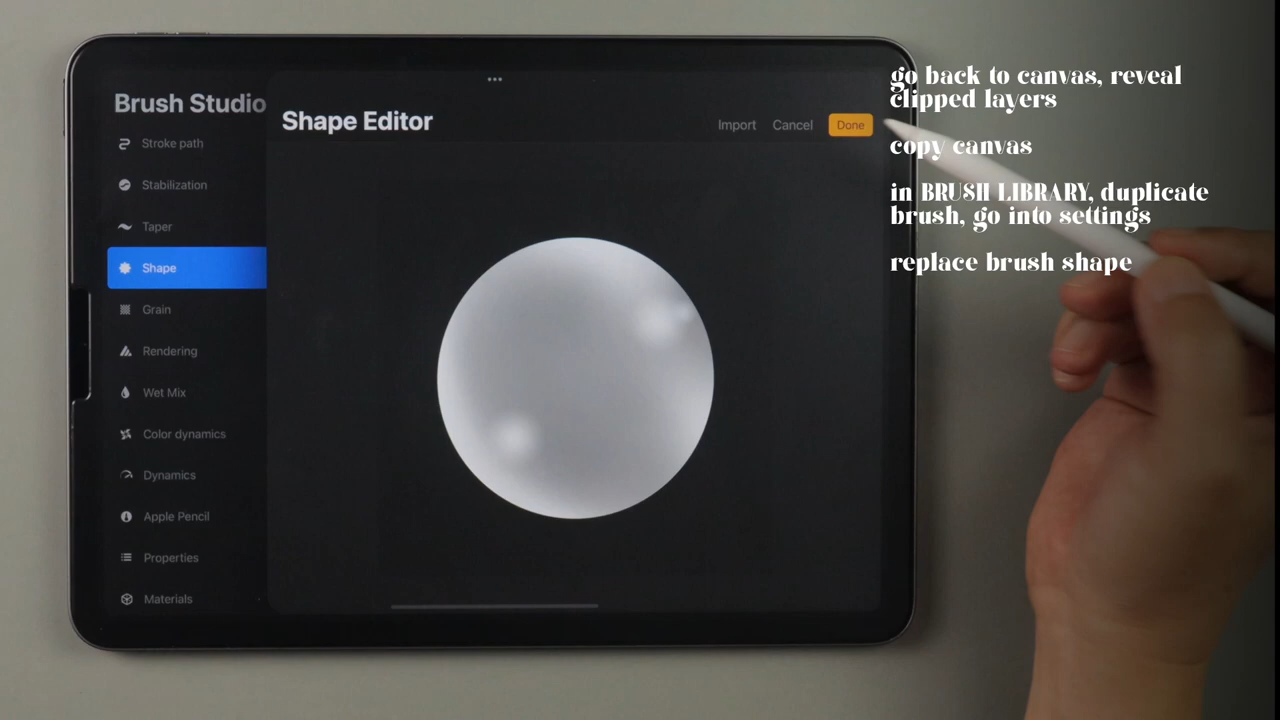 Brush Studio
Stroke path
Stabilization
Taper
Shape
Grain
Rendering
Wet Mix
Color dynamics
Dynamics
Apple Pencil
Properties
Materials
Shape Editor
Import Cancel Done
go back to canvas, reveal
clipped layers
copy canvas
in BRUSH LIBRARY, duplicate
brush, go into settings
replace brush shape